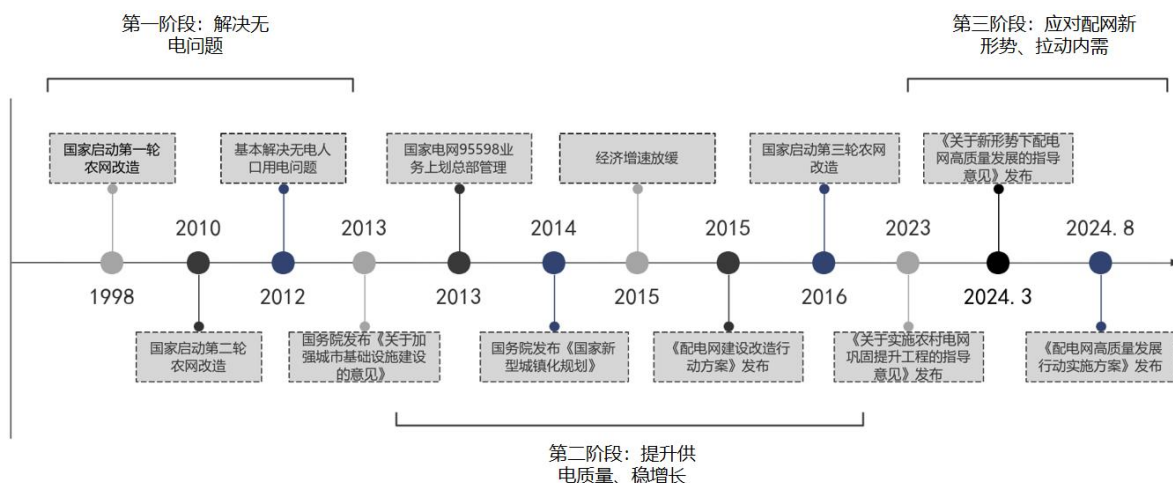 第一阶段：解决无
电问题
第三阶段：应对配网新
形势、拉动内需
国家启动第一轮
农网改造
基本解决无电人
口用电问题
国家电网95598业
务上划总部管理
经济增速放缓
国家启动第三轮农网
改造
《关于新形势下配电
网高质量发展的指导
意见》发布
2010
2013
2014
2015
2023
2024. 8
1998
2012
2013
2015
2016
2024. 3
国家启动第二轮
农网改造
国务院发布《关于加
强城市基础设施建设
的意见》
国务院发布《国家新
型城镇化规划》
《配电网建设改造行
动方案》发布
《关于实施农村电网
巩固提升工程的指导
意见》发布
《配电网高质量发展
行动实施方案》发布
第二阶段：提升供
电质量、稳增长